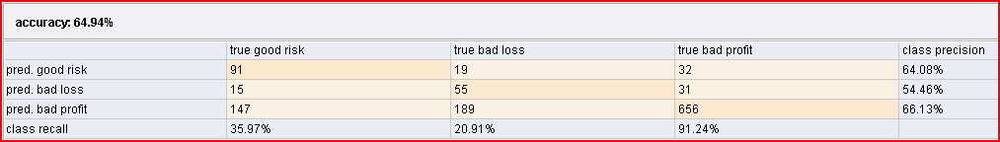 accuracy: 64.94%
true good risk true bad loss true bad profit class precision
pred. good risk 91 19 32 64.08%
pred. bad loss 15 55 31 54.46%
pred. bad profit 147 189 656 66.13%
class recall 35.97% 20.91% 91.24%